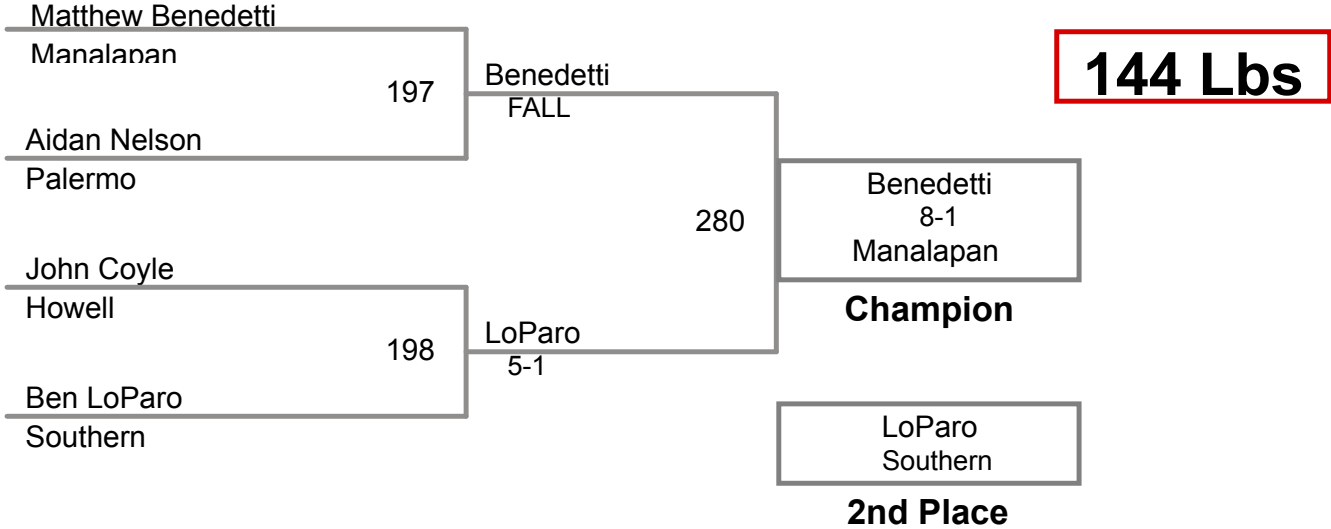 Matthew Benedetti
Manalapan
144 Lbs
197
Benedetti
FALL
Aidan Nelson
Palermo
280
Benedetti
8-1
Manalapan
Champion
John Coyle
Howell
198
LoParo
5-1
Ben LoParo
Southern
LoParo
Southern
2nd Place